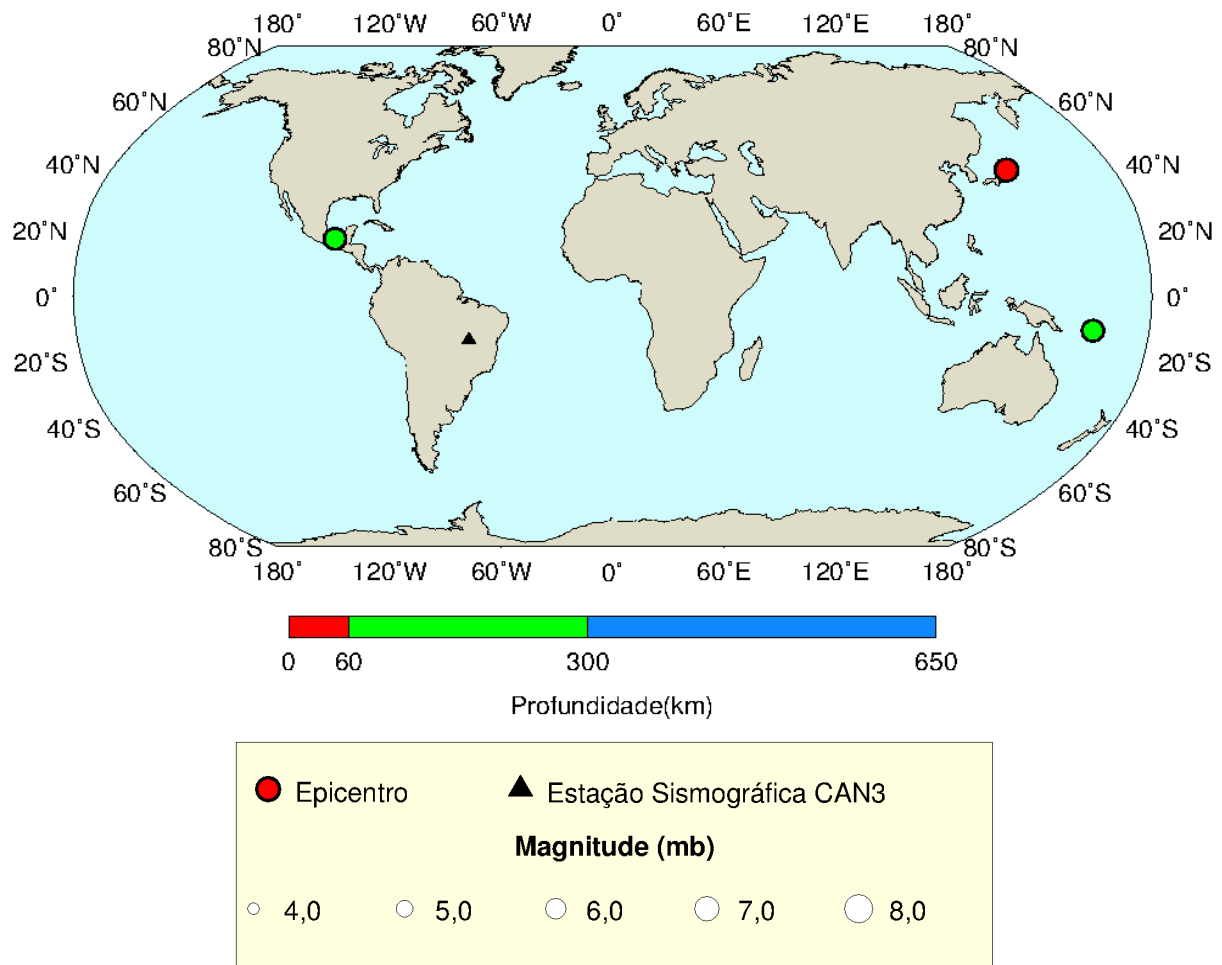 180˚ 120˚W 60˚W 0˚ 60˚E 120˚E 180˚
80˚N 80˚N
60˚N 60˚N
40˚N 40˚N
20˚N 20˚N
0˚ 0˚
20˚S 20˚S
40˚S 40˚S
60˚S 60˚S
80˚S 80˚S
180˚ 120˚W 60˚W 0˚ 60˚E 120˚E 180˚
0 60 300 650
Profundidade(km)
Epicentro Estação Sismográfica CAN3
Magnitude (mb)
4,0 5,0 6,0 7,0 8,0